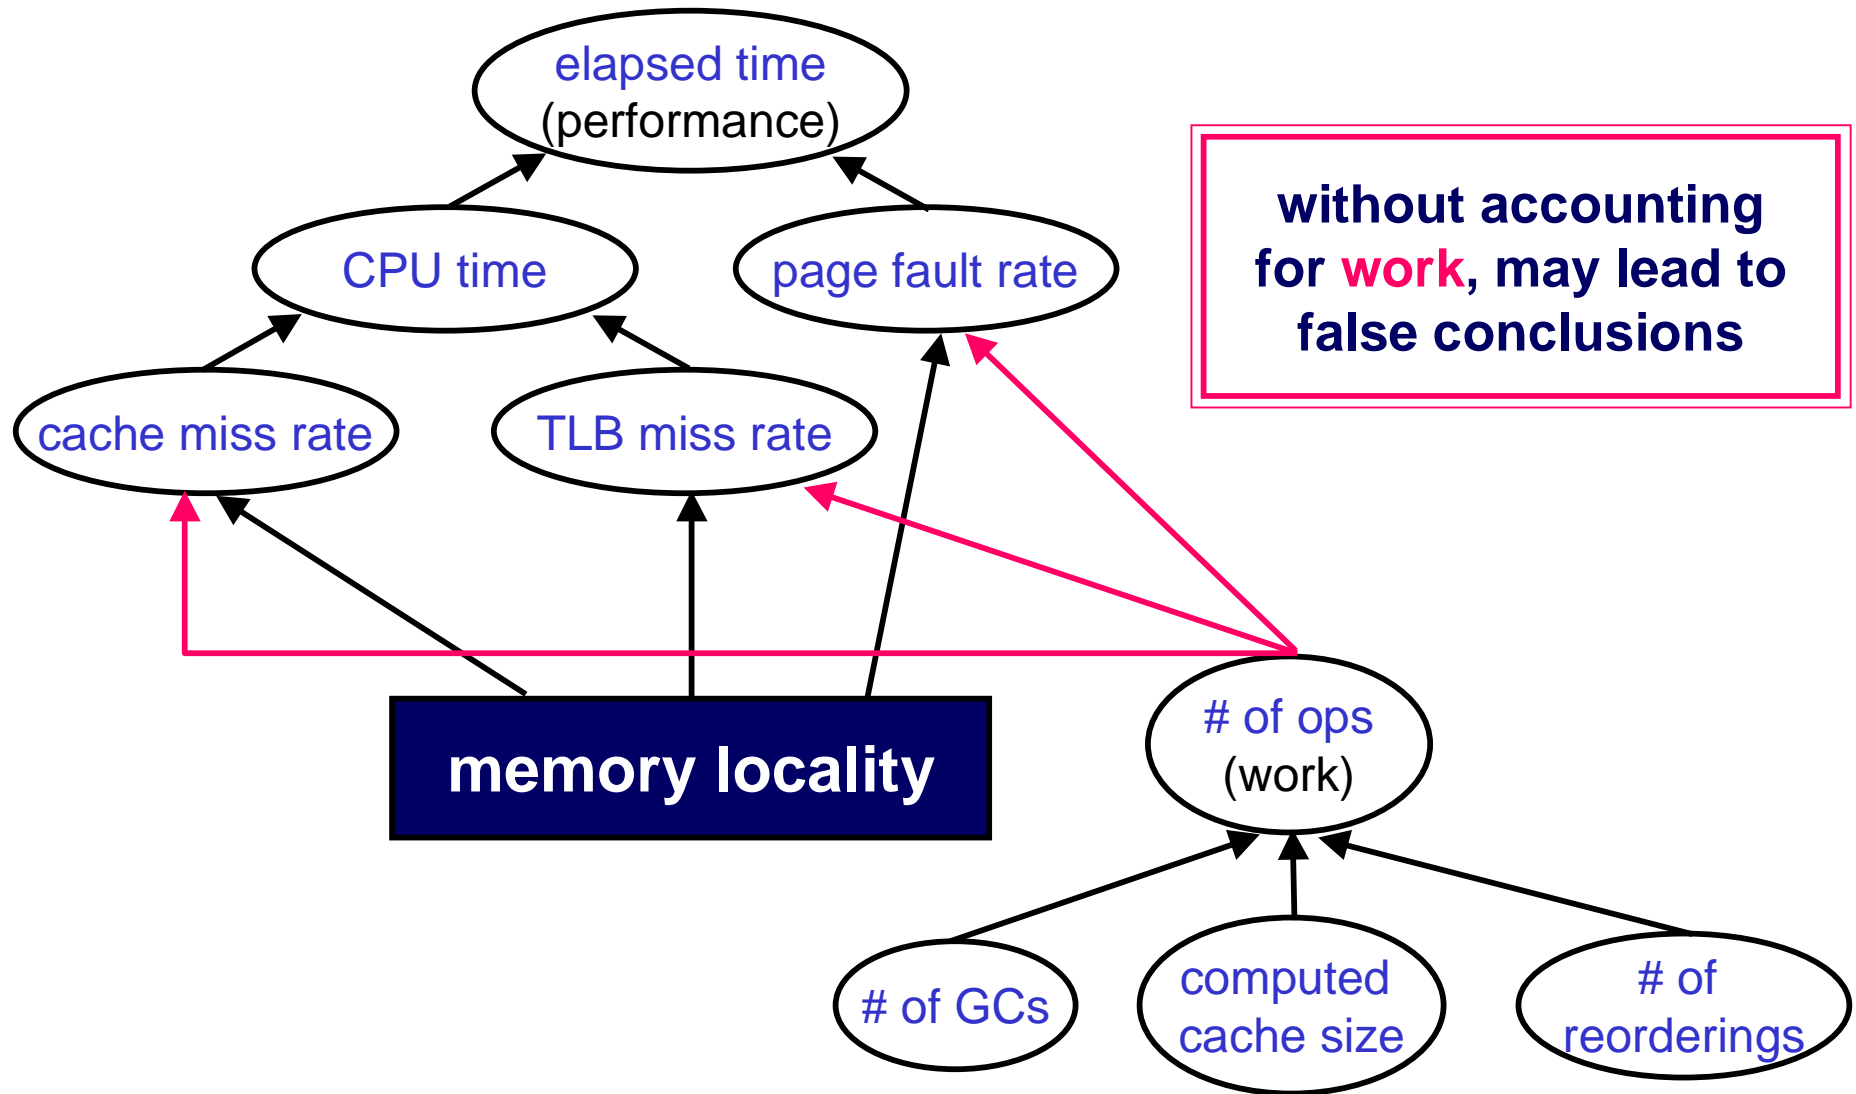 elapsed time
(performance)
without accounting
for work, may lead to
false conclusions
CPU time
page fault rate
cache miss rate
TLB miss rate
memory locality
# of ops
(work)
# of GCs
computed
cache size
# of
reorderings